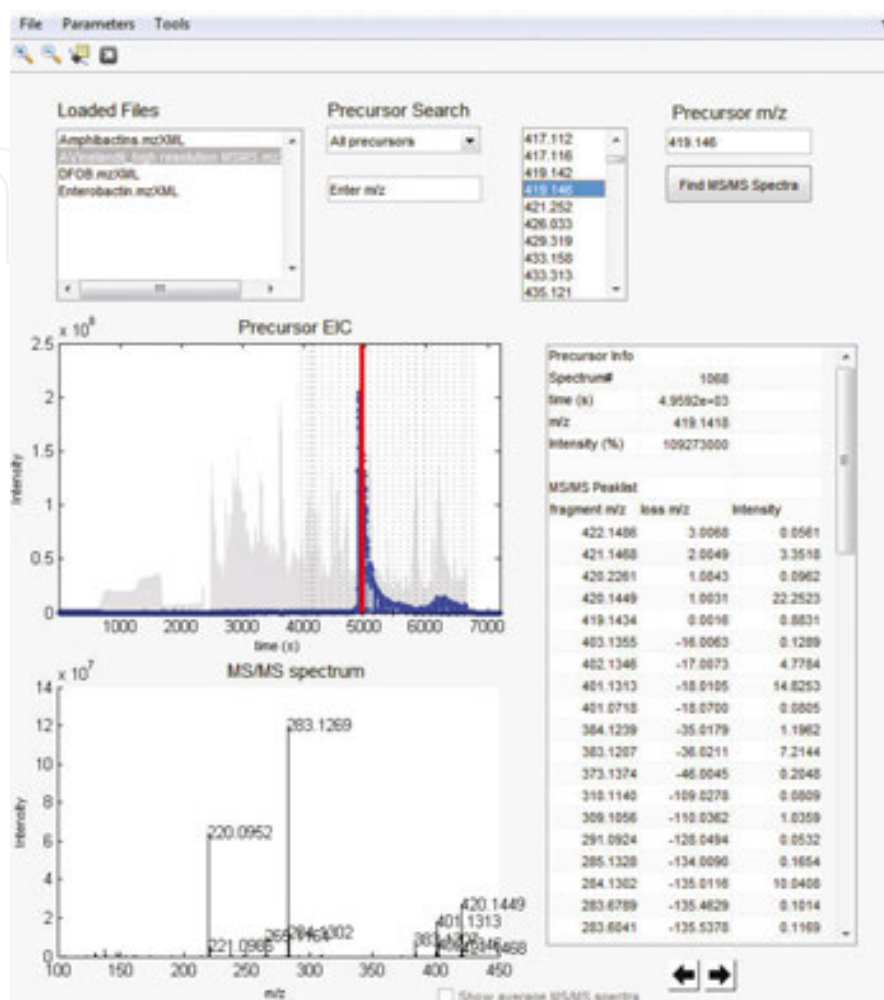 File Parameters Tools
Loaded Files
Precursor Search
Precursor m/z
Amphibactins.mzXML
DFOB.mzXML
Enterobactin.mzXML
All precursors
Enter m/z
417.112
417.116
419.142
419.146
421.252
426.033
429.319
433.158
433.313
435.121
419.146
Find MS/MS Spectra
Precursor EIC
x 10^8
2.5
2
1.5
1
0.5
0
Intensity
1000 2000 3000 4000 5000 6000 7000
time (s)
Precursor Info
Spectrum# 1068
time (s) 4.9592e+03
m/z 419.1418
Intensity (%) 109273000
MS/MS Peaklist
fragment m/z loss m/z Intensity
422.1486 3.0068 0.0561
421.1468 2.0049 3.3518
420.2261 1.0843 0.0962
420.1449 1.0031 22.2523
419.1434 0.0016 0.8831
403.1355 -16.0063 0.1289
402.1346 -17.0073 4.7784
401.1313 -18.0105 14.8253
401.0718 -18.0700 0.0805
384.1239 -35.0179 1.1962
383.1207 -36.0211 7.2144
373.1374 -46.0045 0.2048
310.1140 -109.0278 0.0809
309.1056 -110.0362 1.0359
291.0924 -128.0494 0.0532
285.1328 -134.0090 0.1654
284.1302 -135.0116 10.0408
283.6789 -135.4629 0.1014
283.6041 -135.5378 0.1169
MS/MS spectrum
x 10^7
14
12
10
8
6
4
2
0
Intensity
283.1269
220.0952
420.1449
401.1313
284.1302
221.0985
100 150 200 250 300 350 400 450
m/z
Show average MS/MS spectra